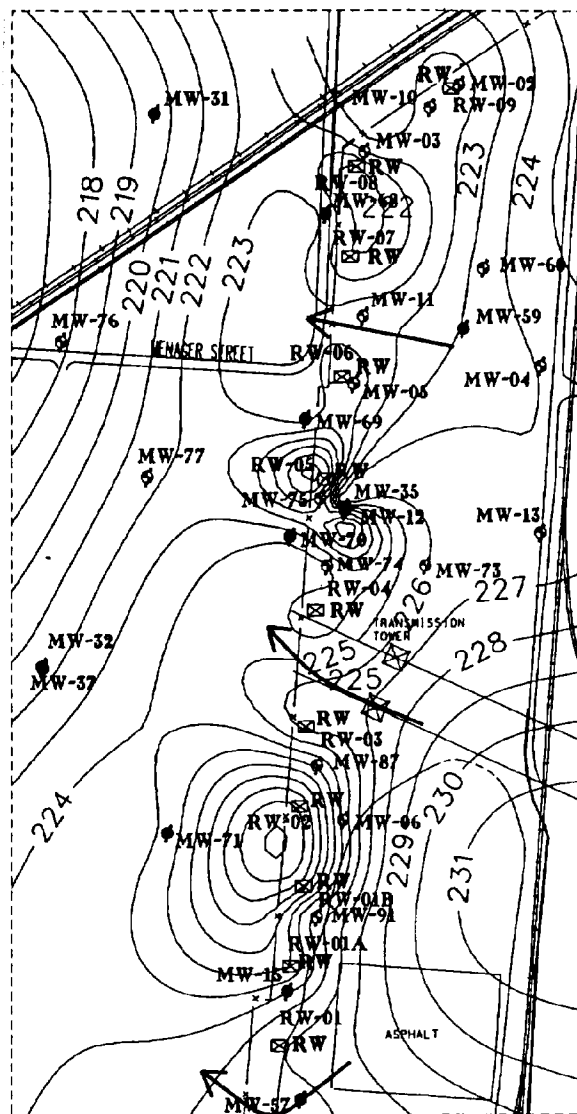 RW
MW-02
MW-31
MW-10
RW-09
MW-03
RW
223
224
218
219
RW-08
MW-68
222
220
221
222
223
RW-07
RW
MW-60
MW-11
MW-59
MW-76
MENAGER STREET
RW-06
RW
MW-04
MW-05
MW-69
RW-05
RW
MW-77
MW-75
MW-35
MW-12
MW-13
MW-70
MW-74
MW-73
RW-04
226
227
RW
TRANSMISSION
TOWER
MW-32
MW-37
225
228
225
RW
RW-03
MW-87
224
230
RW
RW-02
MW-06
MW-71
229
231
RW
RW-01B
MW-91
RW-01A
RW
MW-15
RW-01
ASPHALT
RW
MW-57